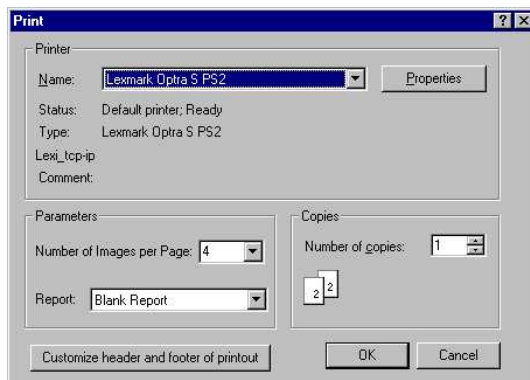 Print
Printer
Name: Lexmark Optra S PS2 Properties
Status: Default printer; Ready
Type: Lexmark Optra S PS2
Lexi_tcp-ip
Comment:
Parameters
Number of Images per Page: 4
Report: Blank Report
Copies
Number of copies: 1
2 2
Customize header and footer of printout OK Cancel